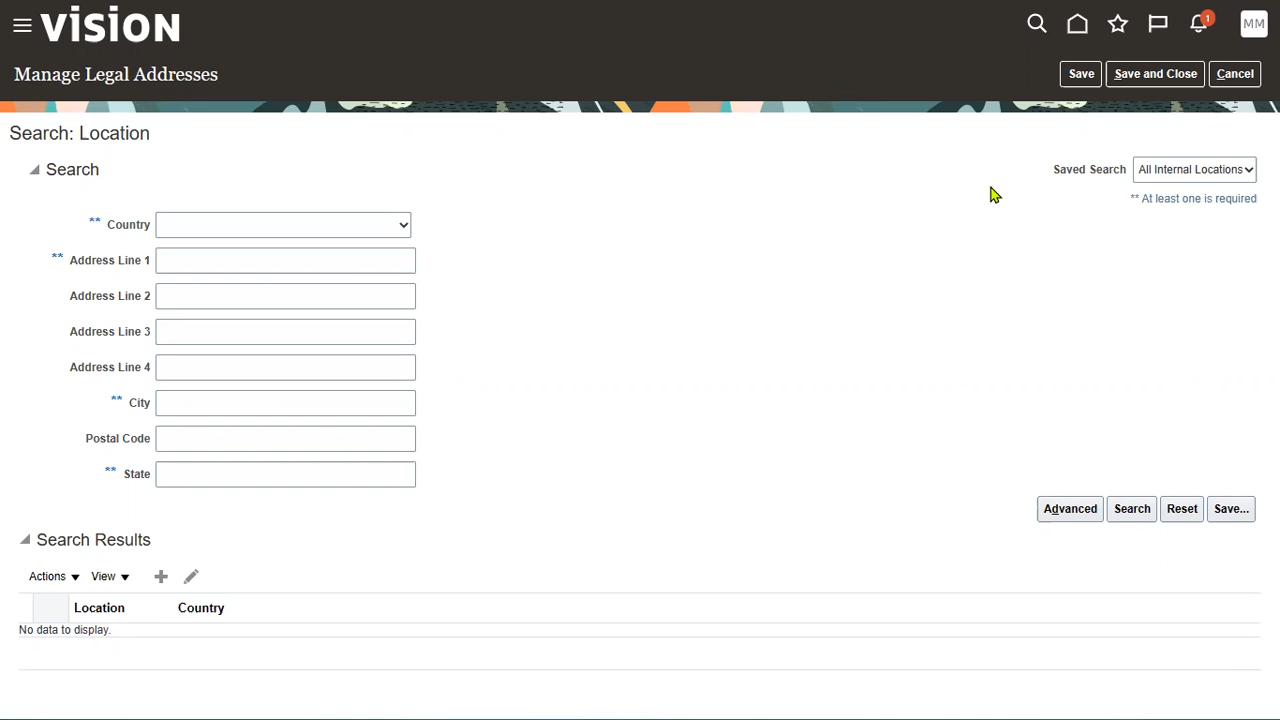 VISION
1
MM
Manage Legal Addresses
Save
Save and Close
Cancel
Search: Location
Search
Saved Search
All Internal Locations
** At least one is required
** Country
** Address Line 1
Address Line 2
Address Line 3
Address Line 4
** City
Postal Code
** State
Advanced
Search
Reset
Save...
Search Results
Actions
View
Location
Country
No data to display.